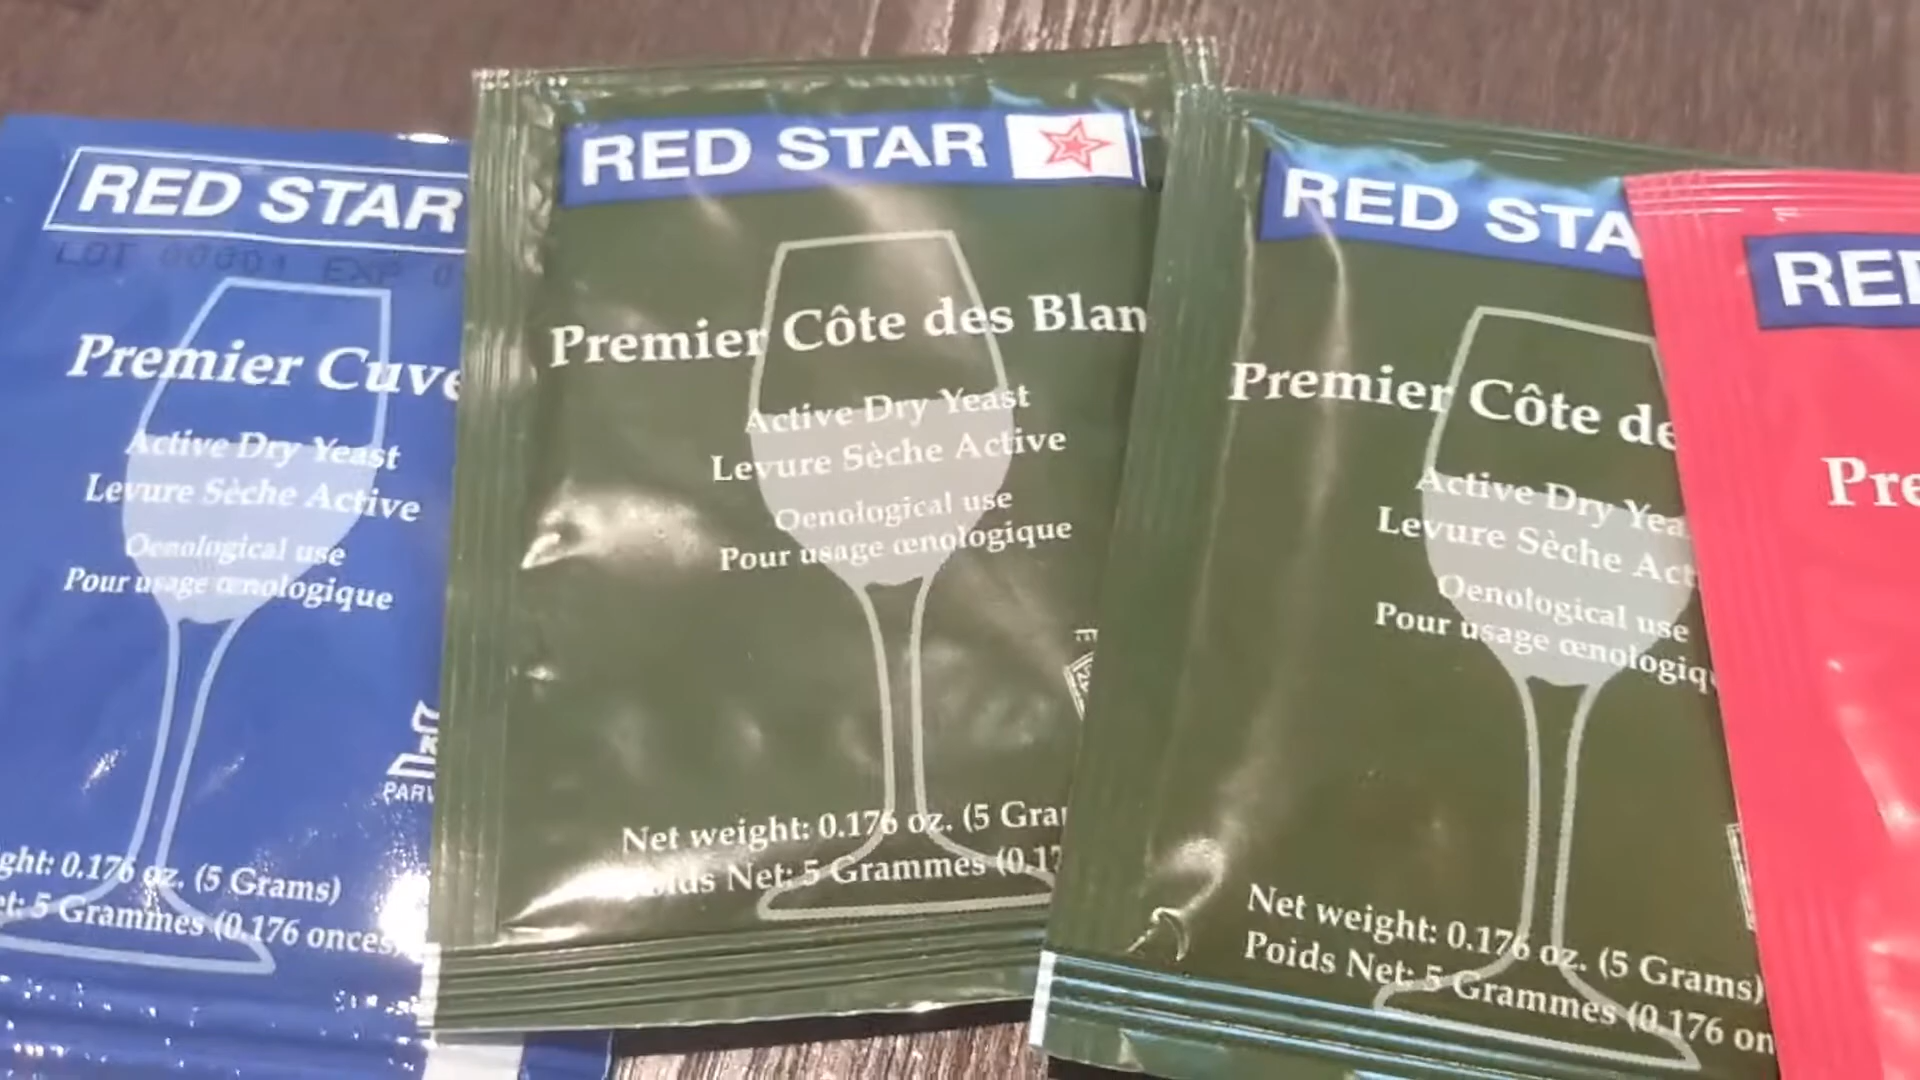 RED STAR
Premier Cuve
Active Dry Yeast
Levure Sèche Active
Oenological use
Pour usage œnologique
ght: 0.176 oz. (5 Grams)
et: 5 Grammes (0.176 onces)
RED STAR
Premier Côte des Blan
Active Dry Yeast
Levure Sèche Active
Oenological use
Pour usage œnologique
Net weight: 0.176 oz. (5 Gra
Net: 5 Grammes (0.17
RED STA
Premier Côte de
Active Dry Yea
Levure Sèche Act
Oenological use
Pour usage œnologiq
Net weight: 0.176 oz. (5 Grams)
Poids Net: 5 Grammes (0.176 on
RED
Pre